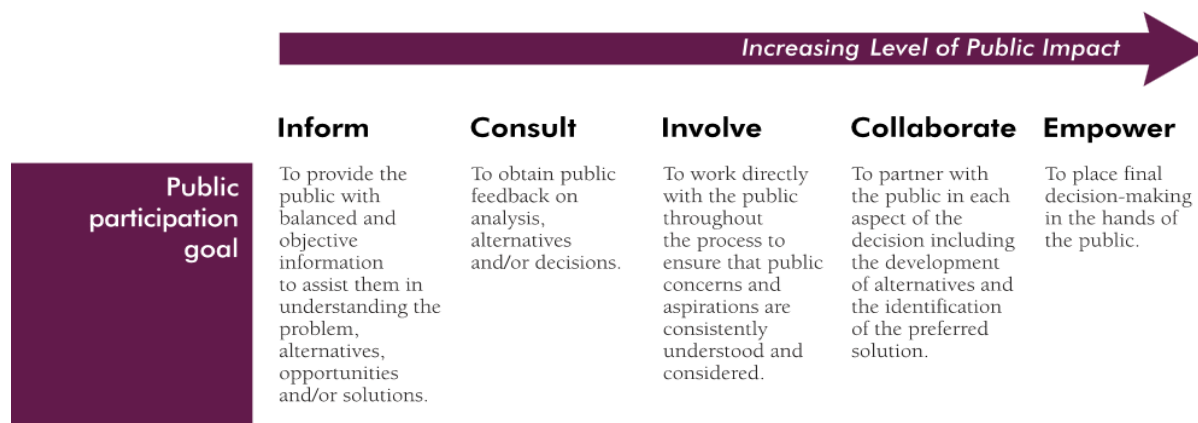 Increasing Level of Public Impact
Inform
Consult
Involve
Collaborate
Empower
Public
participation
goal
To provide the
public with
balanced and
objective
information
to assist them in
understanding the
problem,
alternatives,
opportunities
and/or solutions.
To obtain public
feedback on
analysis,
alternatives
and/or decisions.
To work directly
with the public
throughout
the process to
ensure that public
concerns and
aspirations are
consistently
understood and
considered.
To partner with
the public in each
aspect of the
decision including
the development
of alternatives and
the identification
of the preferred
solution.
To place final
decision-making
in the hands of
the public.